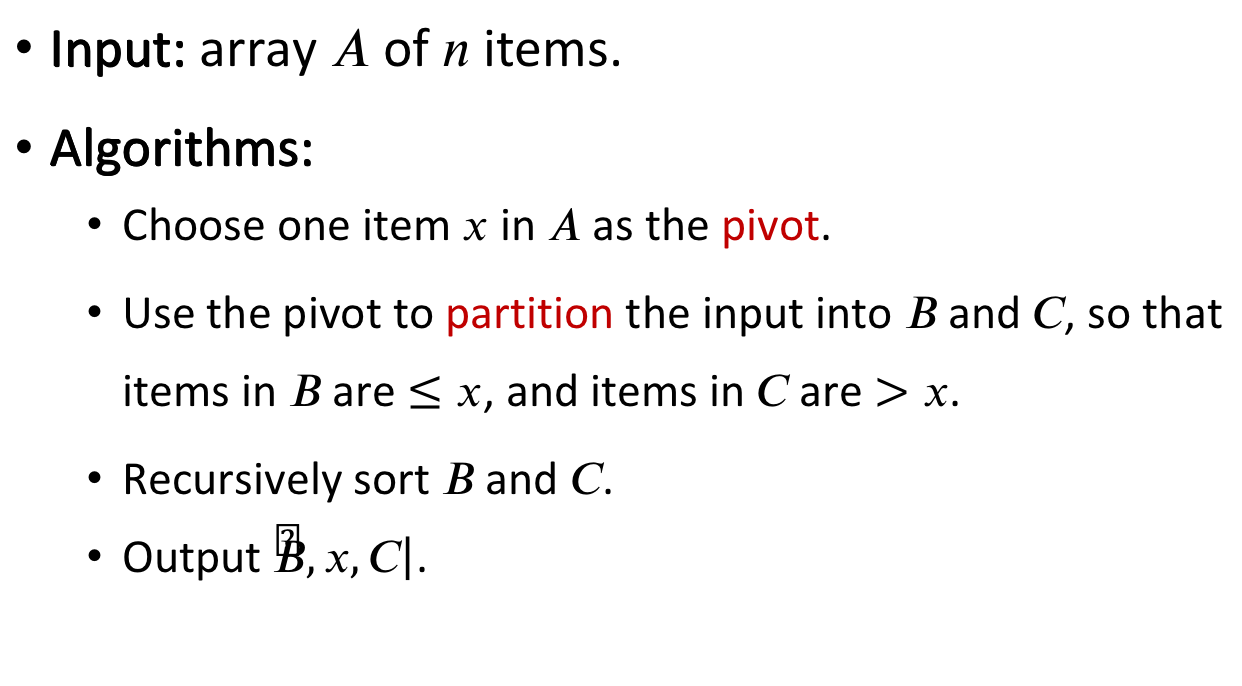 • Input: array A of n items.
• Algorithms:
• Choose one item x in A as the pivot.
• Use the pivot to partition the input into B and C, so that
items in B are ≤ x, and items in C are > x.
• Recursively sort B and C.
• Output B, x, C|.